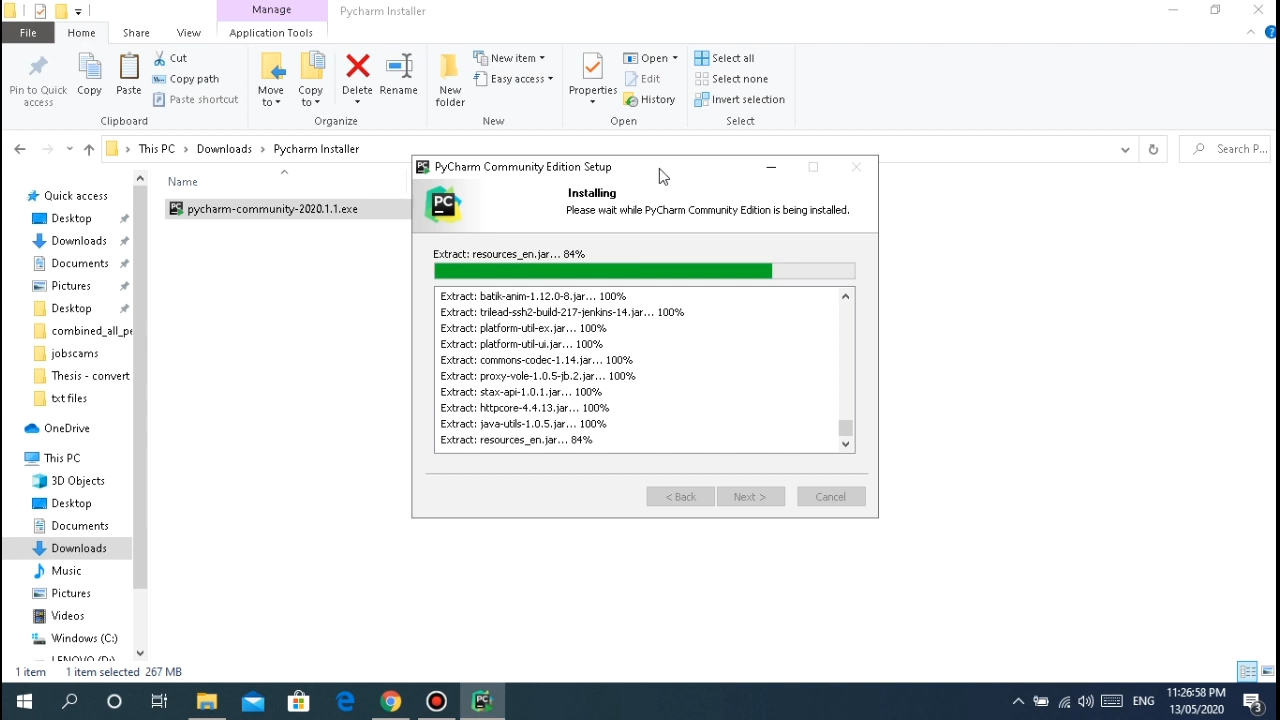 Manage
Pycharm Installer
File
Home
Share
View
Application Tools
Pin to Quick access
Copy
Paste
Cut
Copy path
Paste shortcut
Clipboard
Move to
Copy to
Delete
Rename
Organize
New folder
New item
Easy access
New
Properties
Open
Edit
History
Open
Select all
Select none
Invert selection
Select
This PC > Downloads > Pycharm Installer
Search P...
Name
pycharm-community-2020.1.1.exe
Quick access
Desktop
Downloads
Documents
Pictures
Desktop
combined_all_pe
jobscams
Thesis - convert
txt files
OneDrive
This PC
3D Objects
Desktop
Documents
Downloads
Music
Pictures
Videos
Windows (C:)
LENOVO (D:)
PC
PyCharm Community Edition Setup
PC
Installing
Please wait while PyCharm Community Edition is being installed.
Extract: resources_en.jar... 84%
Extract: batik-anim-1.12.0-8.jar... 100%
Extract: trilead-ssh2-build-217-jenkins-14.jar... 100%
Extract: platform-util-ex.jar... 100%
Extract: platform-util-ui.jar... 100%
Extract: commons-codec-1.14.jar... 100%
Extract: proxy-vole-1.0.5-jb.2.jar... 100%
Extract: stax-api-1.0.1.jar... 100%
Extract: httpcore-4.4.13.jar... 100%
Extract: java-utils-1.0.5.jar... 100%
Extract: resources_en.jar... 84%
< Back
Next >
Cancel
1 item
1 item selected 267 MB
PC
ENG
11:26:58 PM
13/05/2020
3